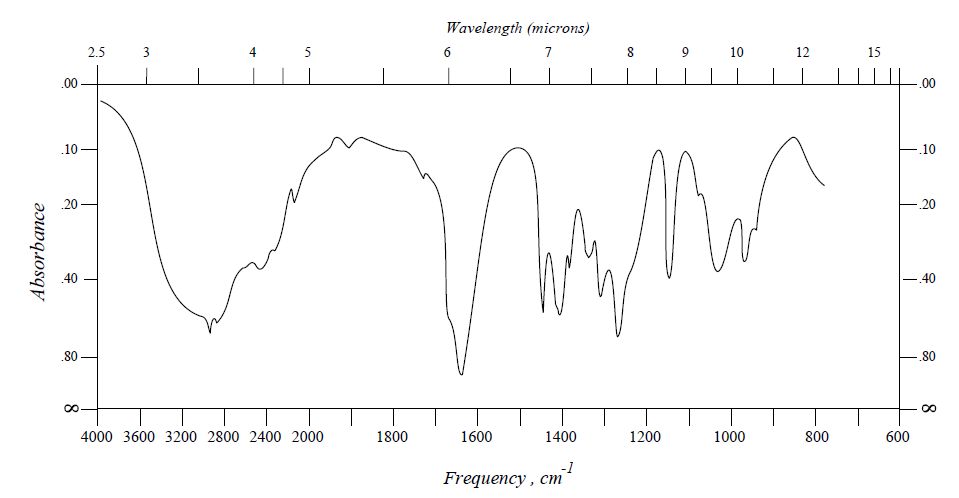 Wavelength (microns)
2.5 3 4 5 6 7 8 9 10 12 15
.00 .00
.10 .10
.20 .20
Absorbance
.40 .40
.80 .80
∞ ∞
4000 3600 3200 2800 2400 2000 1800 1600 1400 1200 1000 800 600
Frequency , cm-1